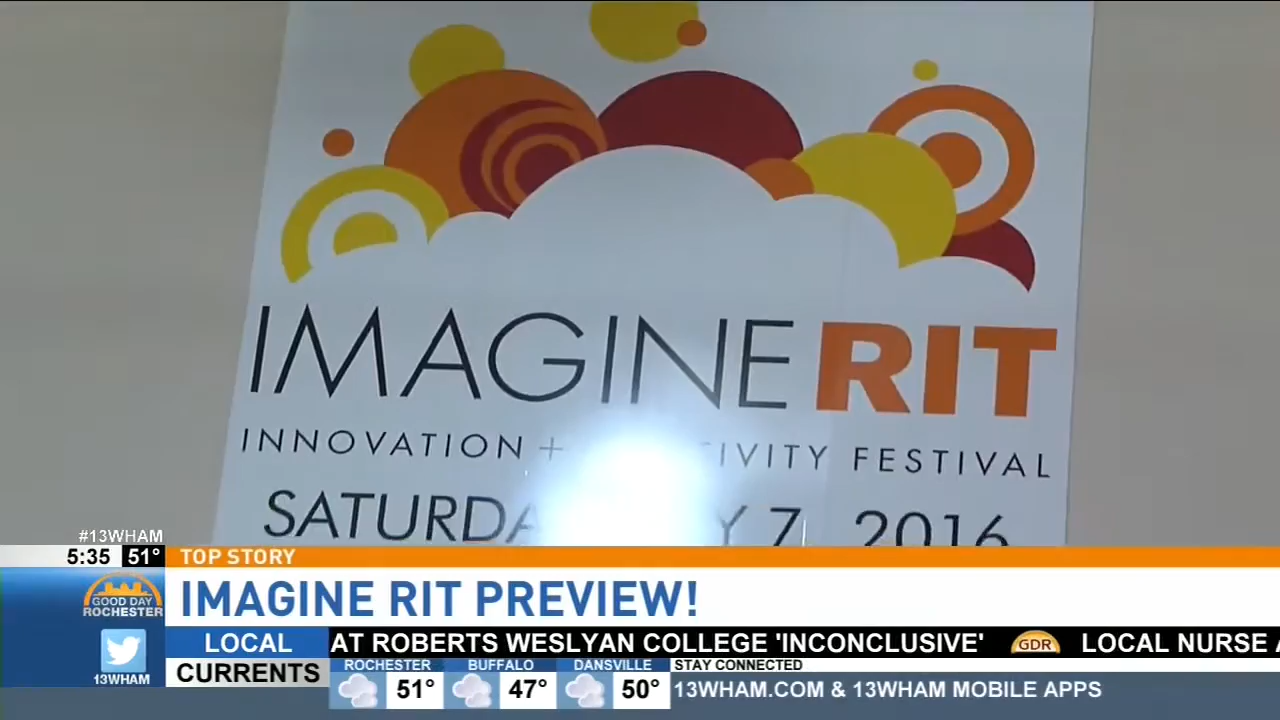 IMAGINE RIT
INNOVATION + FESTIVAL
7, 2016
#13WHAM
5:35 51°
TOP STORY
GOOD DAY
ROCHESTER
IMAGINE RIT PREVIEW!
LOCAL AT ROBERTS WESLYAN COLLEGE 'INCONCLUSIVE' GDR LOCAL NURSE
13WHAM
CURRENTS
ROCHESTER BUFFALO DANSVILLE STAY CONNECTED
51° 47° 50° 13WHAM.COM & 13WHAM MOBILE APPS